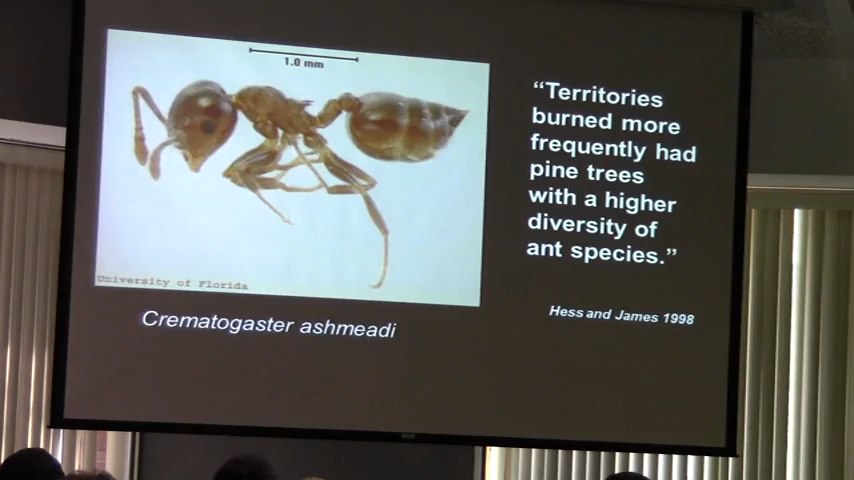 1.0 mm
University of Florida
Crematogaster ashmeadi
“Territories
burned more
frequently had
pine trees
with a higher
diversity of
ant species.”
Hess and James 1998